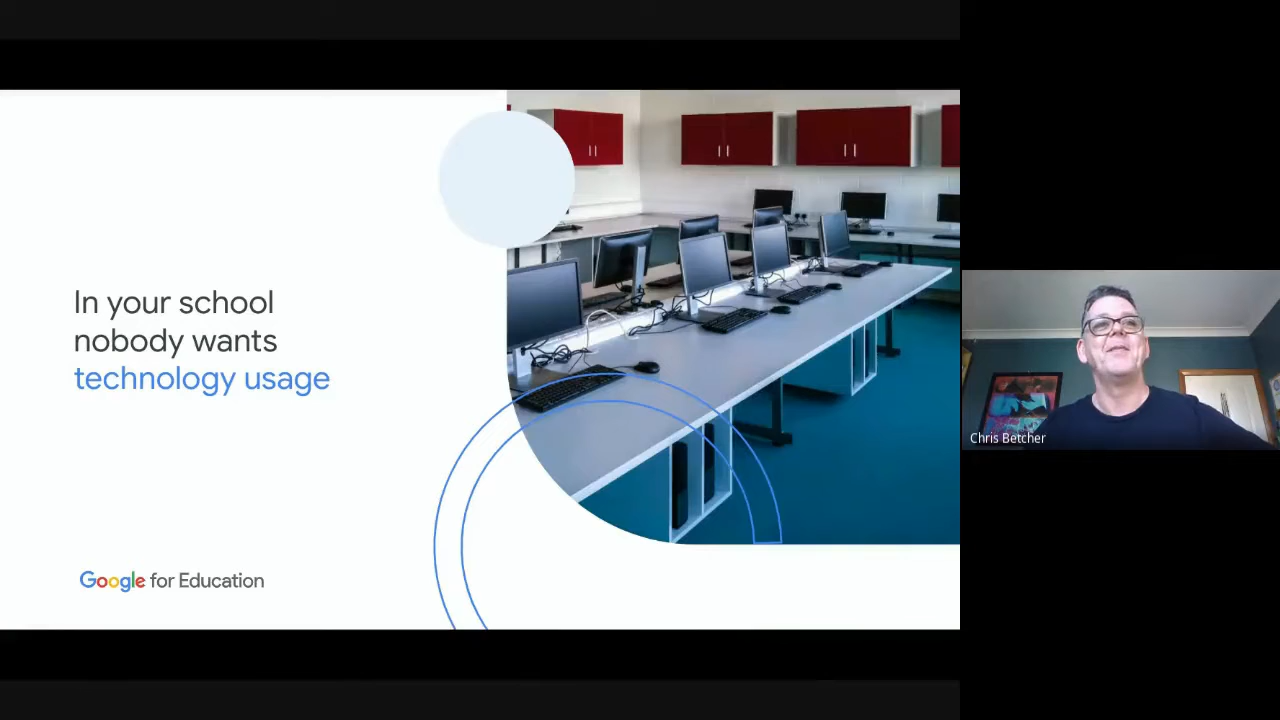 In your school
nobody wants
technology usage
Google for Education
Chris Betcher